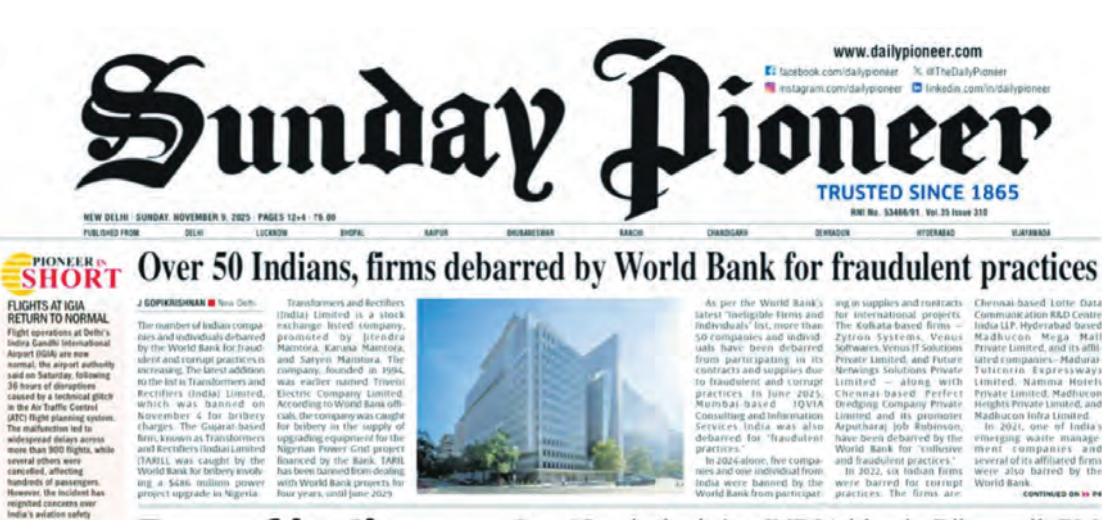 www.dailypioneer.com
facebook.com/dailypioneer
@TheDailyPioneer
instagram.com/dailypioneer
linkedin.com/in/dailypioneer
Sunday Pioneer
TRUSTED SINCE 1865
NEW DELHI SUNDAY, NOVEMBER 9, 2025 PAGES 12+4 ₹6.00
RNI No. 53466/91, Vol.35 Issue 310
PUBLISHED FROM DELHI LUCKNOW BHOPAL RAIPUR BHUBANESWAR RANCHI CHANDIGARH DEHRADUN HYDERABAD VIJAYAWADA
PIONEER IN
SHORT
FLIGHTS AT IGIA
RETURN TO NORMAL
Flight operations at Delhi's
Indira Gandhi International
Airport (IGIA) are now
normal, the airport authority
said on Saturday, following
36 hours of disruptions
caused by a technical glitch
in the Air Traffic Control
(ATC) flight planning system.
The malfunction led to
widespread delays across
more than 900 flights, while
several others were
cancelled, affecting
hundreds of passengers.
However, the incident has
reignited concerns over
India's aviation safety
Over 50 Indians, firms debarred by World Bank for fraudulent practices
J GOPIKRISHNAN New Delhi
The number of Indian compa-
nies and individuals debarred
by the World Bank for fraud-
ulent and corrupt practices is
increasing. The latest addition
to the list is Transformers and
Rectifiers (India) Limited,
which was banned on
November 4 for bribery
charges. The Gujarat-based
firm, known as Transformers
and Rectifiers (India) Limited
(TARIL), was caught by the
World Bank for bribery involv-
ing a $486 million power
project upgrade in Nigeria.
Transformers and Rectifiers
(India) Limited is a stock
exchange listed company,
promoted by Jitendra
Mamtora, Karuna Mamtora,
and Satyen Mamtora. The
company, founded in 1994,
was earlier named Triveni
Electric Company Limited.
According to World Bank offi-
cials, the company was caught
for bribery in the supply of
upgrading equipment for the
Nigerian Power Grid project
financed by the Bank. TARIL
has been banned from dealing
with World Bank projects for
four years, until June 2029.
As per the World Bank's
latest "Ineligible Firms and
Individuals" list, more than
50 companies and individ-
uals have been debarred
from participating in its
contracts and supplies due
to fraudulent and corrupt
practices. In June 2025,
Mumbai-based IQVIA
Consulting and Information
Services India was also
debarred for "fraudulent
practices."
In 2024 alone, five compa-
nies and one individual from
India were banned by the
World Bank from participat-
ing in supplies and contracts
for international projects.
The Kolkata-based firms —
Zytron Systems, Venus
Softwares, Venus IT Solutions
Private Limited, and Future
Netwings Solutions Private
Limited — along with
Chennai-based Perfect
Dredging Company Private
Limited and its promoter
Arputharaj Job Robinson,
have been debarred by the
World Bank for "collusive
and fraudulent practices."
In 2022, six Indian firms
were barred for corrupt
practices. The firms are:
Chennai-based Lotte Data
Communication R&D Centre
India LLP, Hyderabad-based
Madhucon Mega Mall
Private Limited, and its affil-
iated companies—Madurai-
Tuticorin Expressways
Limited, Namma Hotels
Private Limited, Madhucon
Heights Private Limited, and
Madhucon Infra Limited.
In 2021, one of India's
emerging waste manage-
ment companies and
several of its affiliated firms
were also barred by the
World Bank.
CONTINUED ON >> P4